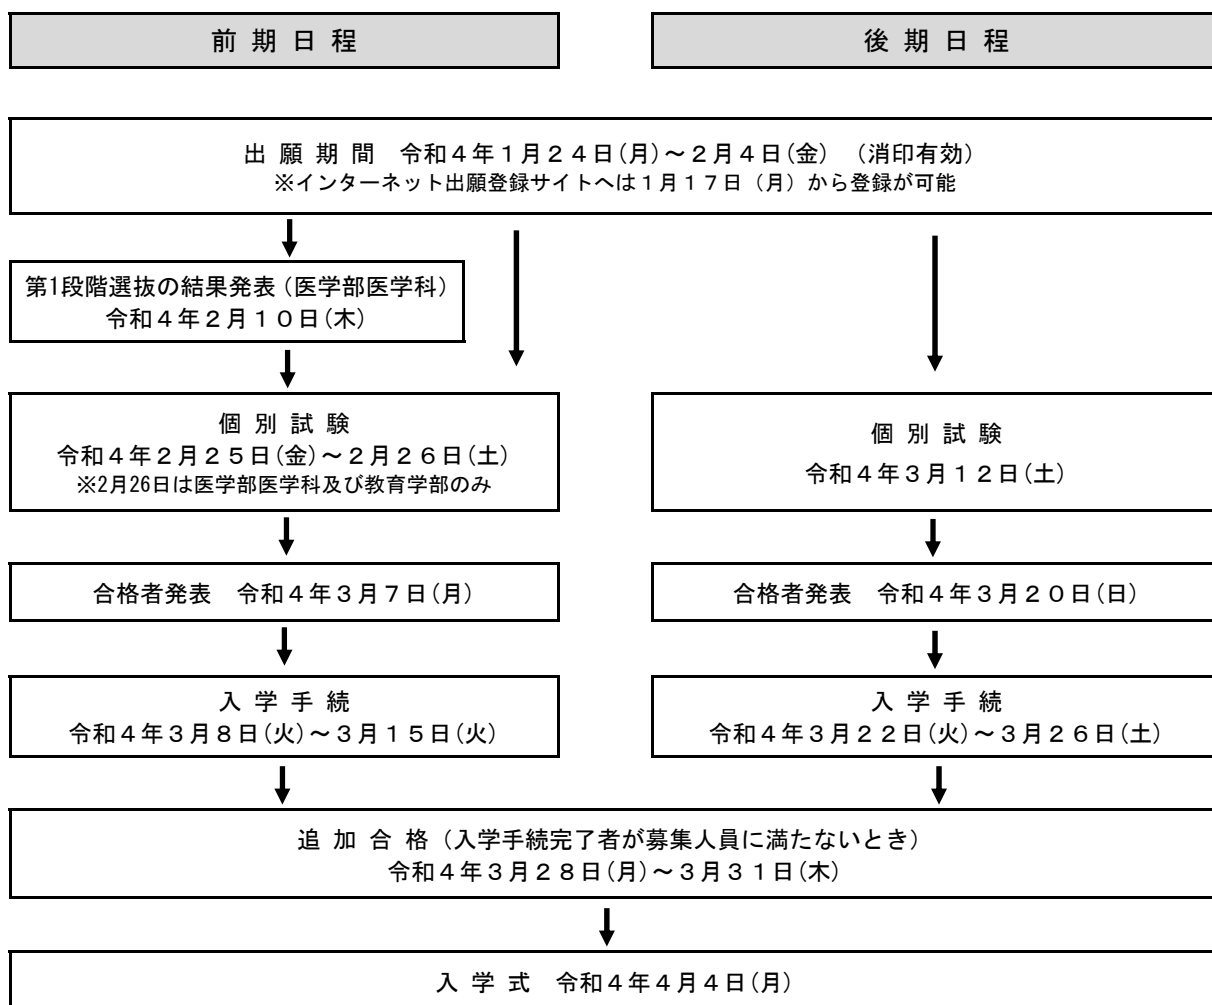 前期日程
後期日程
出願期間　令和４年１月２４日(月)～２月４日(金)　（消印有効）
※インターネット出願登録サイトへは１月１７日（月）から登録が可能
第1段階選抜の結果発表（医学部医学科）
令和４年２月１０日(木)
個別試験
令和４年２月２５日(金)～２月２６日(土)
※2月26日は医学部医学科及び教育学部のみ
個別試験
令和４年３月１２日(土)
合格者発表　令和４年３月７日(月)
合格者発表　令和４年３月２０日(日)
入学手続
令和４年３月８日(火)～３月１５日(火)
入学手続
令和４年３月２２日(火)～３月２６日(土)
追加合格（入学手続完了者が募集人員に満たないとき）
令和４年３月２８日(月)～３月３１日(木)
入学式　令和４年４月４日(月)